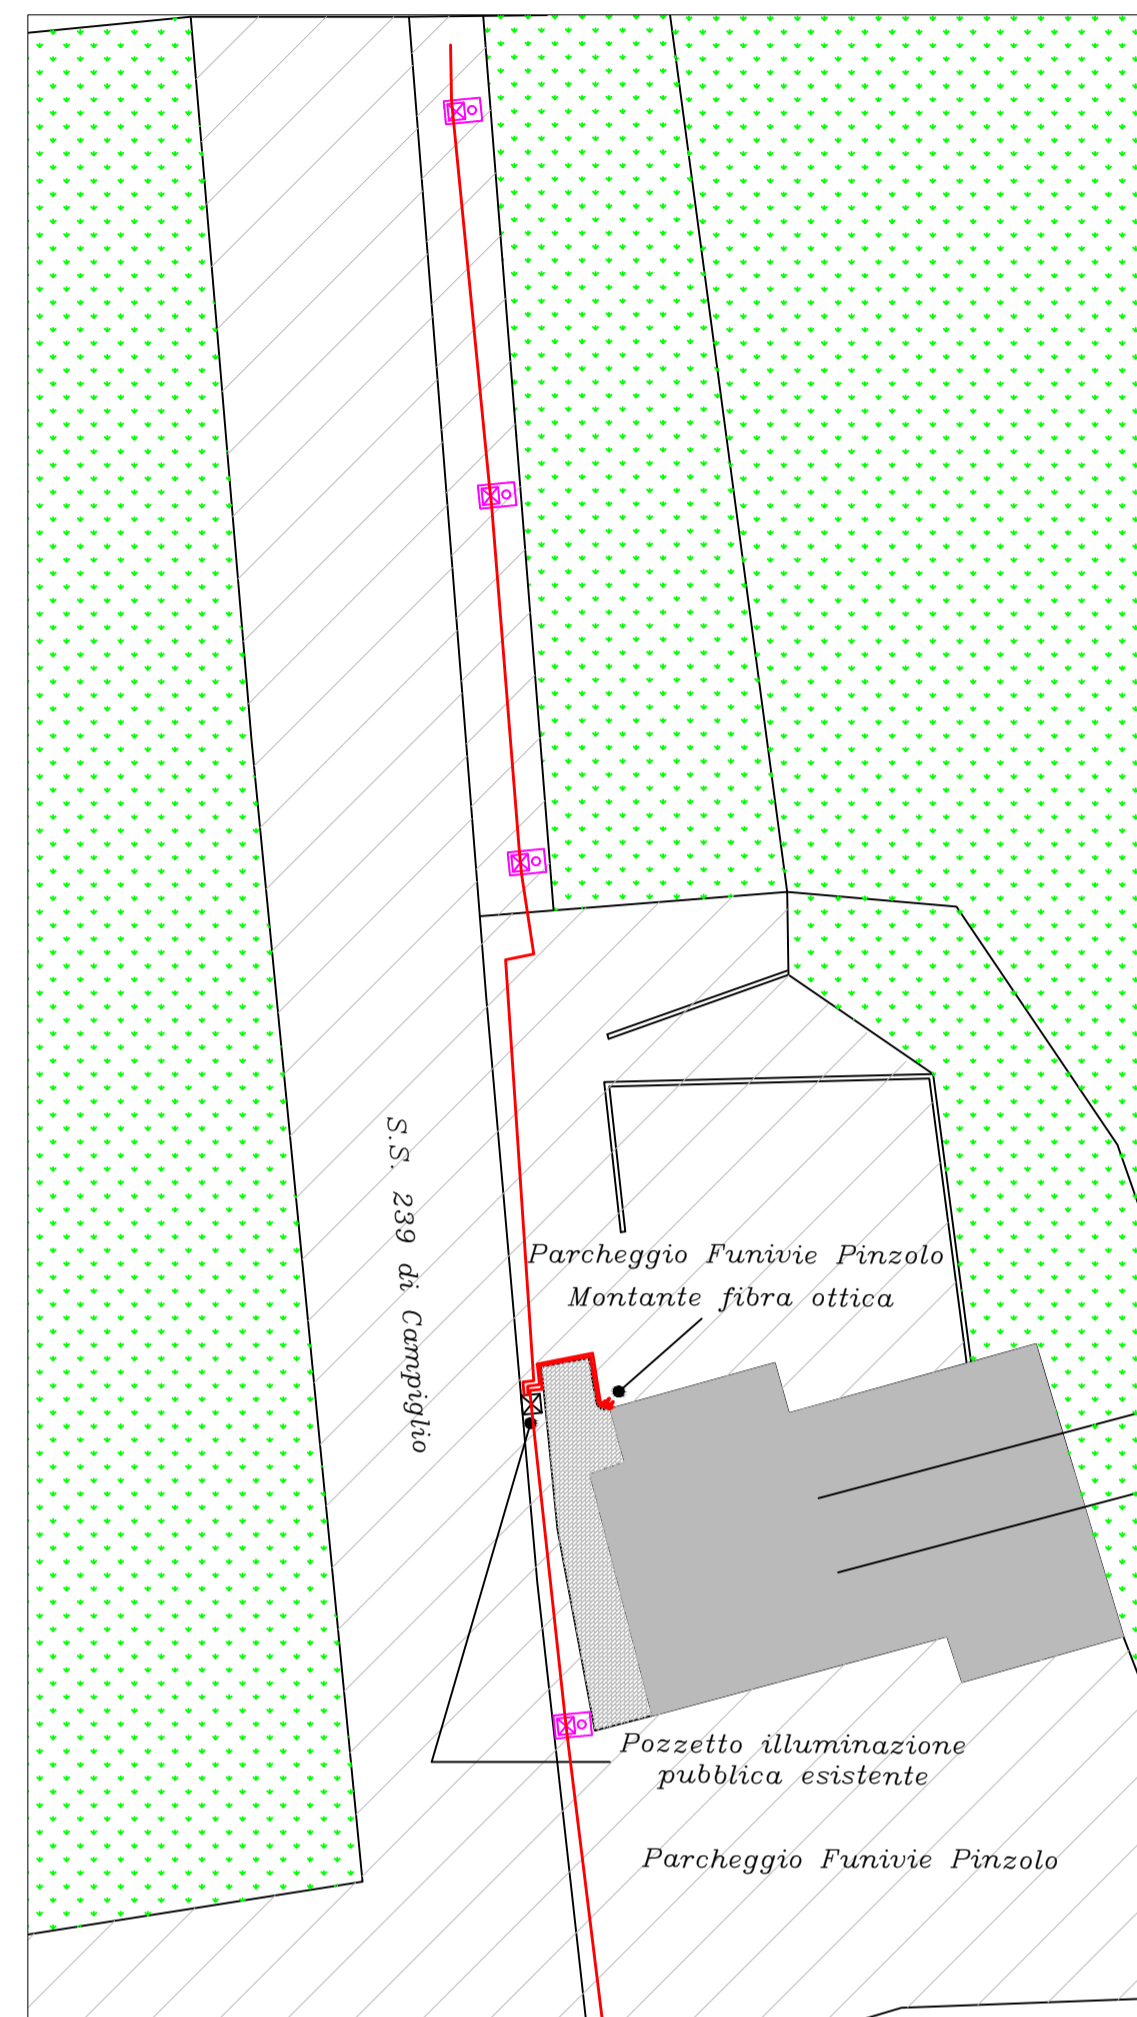 S.S. 239 di Campiglio
Parcheggio Funivie Pinzolo
Montante fibra ottica
Pozzetto illuminazione
pubblica esistente
Parcheggio Funivie Pinzolo